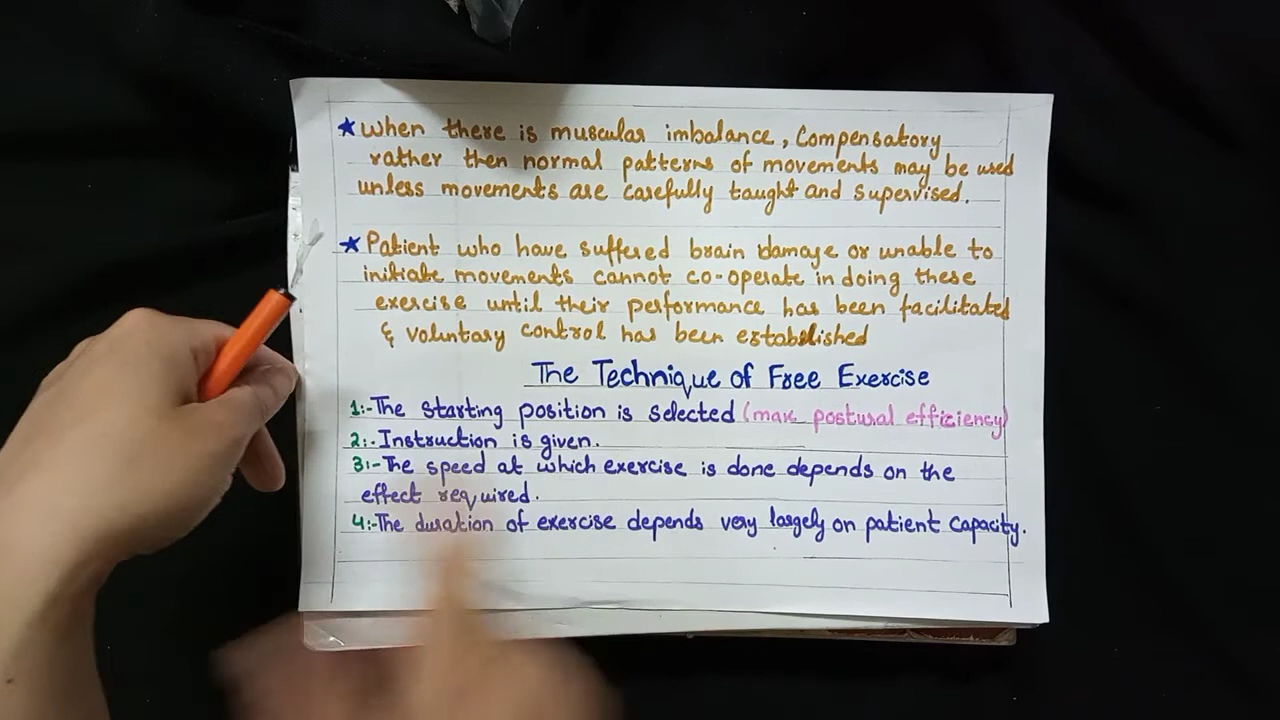 ★ When there is muscular imbalance, Compensatory
rather then normal patterns of movements may be used
unless movements are carefully taught and supervised.
★ Patient who have suffered brain damage or unable to
initiate movements cannot co-operate in doing these
exercise until their performance has been facilitated
& voluntary control has been established
The Technique of Free Exercise
1:-The starting position is selected (max postural efficiency)
2:-Instruction is given.
3:-The speed at which exercise is done depends on the
effect required.
4:-The duration of exercise depends very largely on patient capacity.